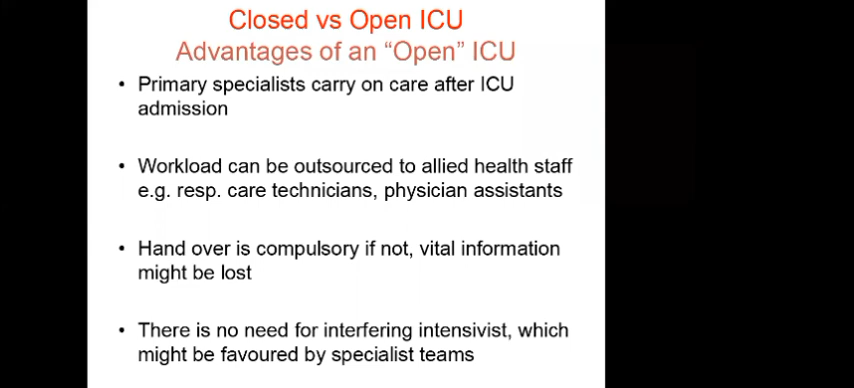 Closed vs Open ICU
Advantages of an “Open” ICU
• Primary specialists carry on care after ICU
admission
• Workload can be outsourced to allied health staff
e.g. resp. care technicians, physician assistants
• Hand over is compulsory if not, vital information
might be lost
• There is no need for interfering intensivist, which
might be favoured by specialist teams